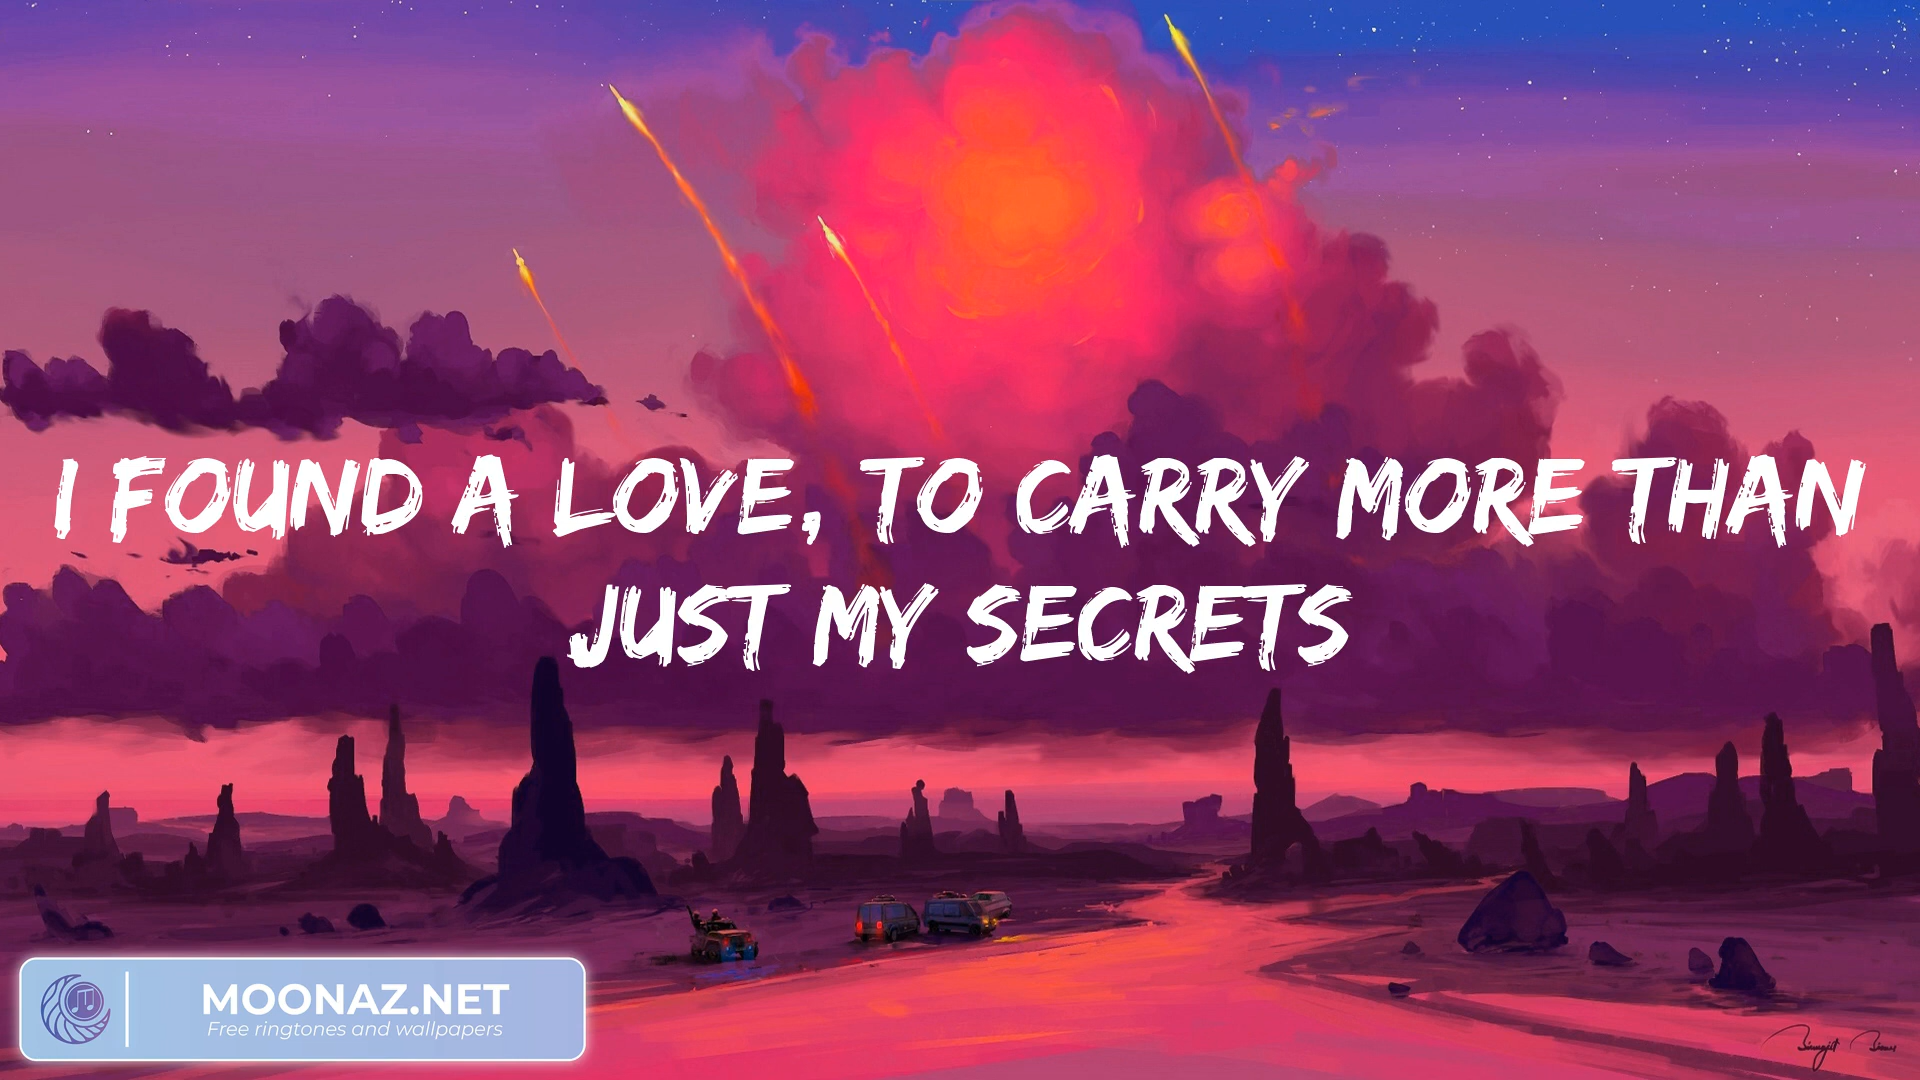 I FOUND A LOVE, TO CARRY MORE THAN
JUST MY SECRETS
MOONAZ.NET
Free ringtones and wallpapers